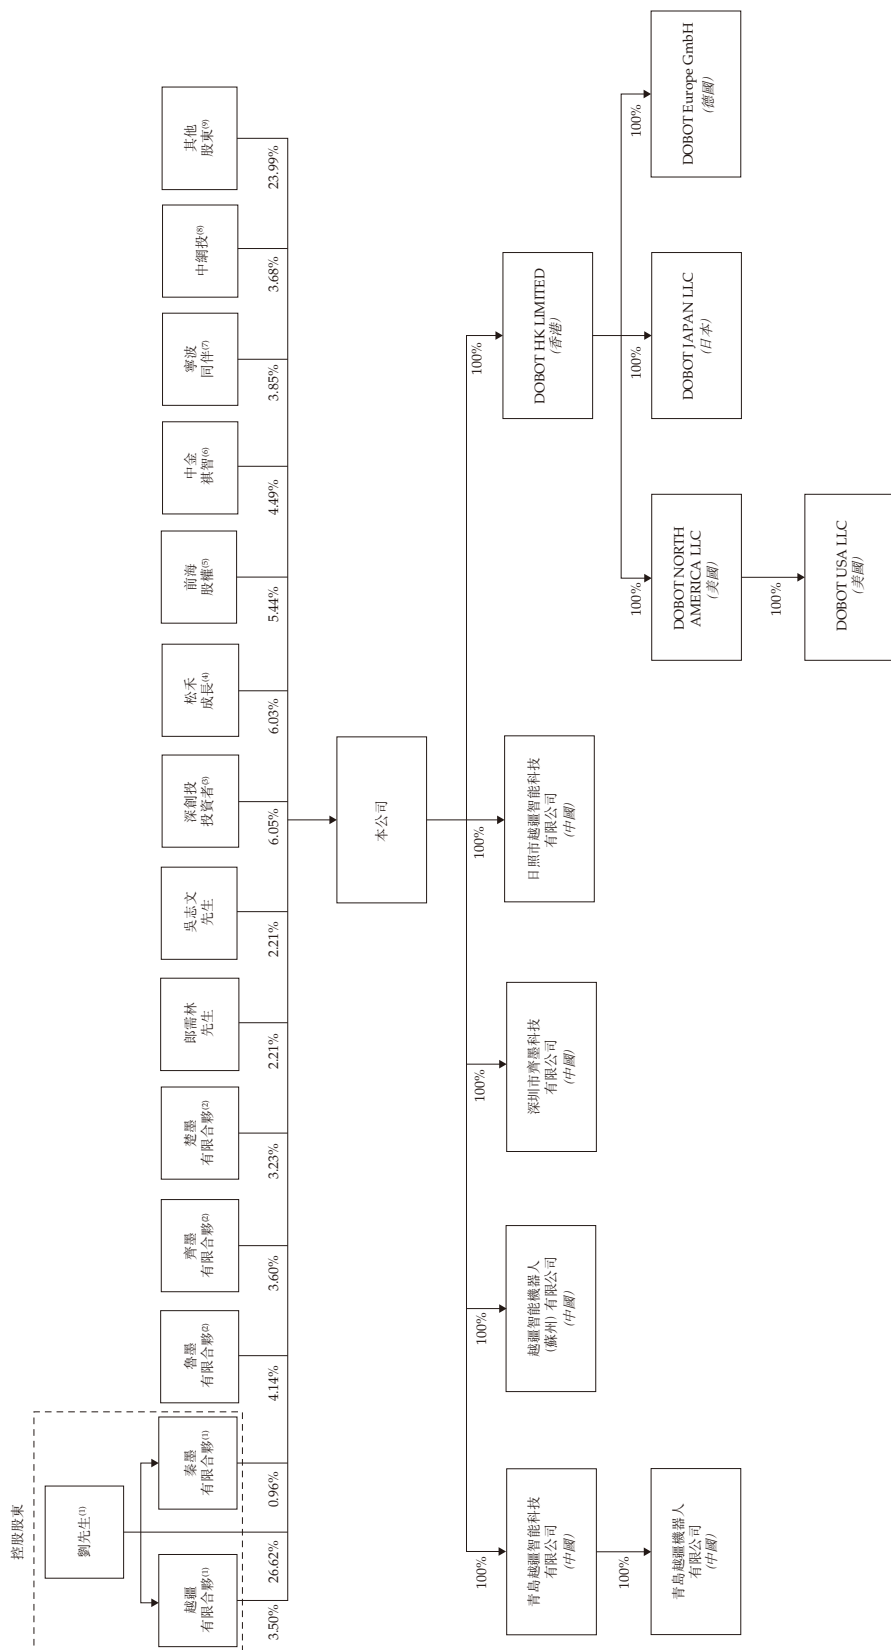 控股股東
劉先生(1)
越疆
有限合夥(1)
秦墨
有限合夥(1)
魯墨
有限合夥(2)
齊墨
有限合夥(2)
楚墨
有限合夥(2)
郎需林
先生
吳志文
先生
深創投
投資者(3)
松禾
成長(4)
前海
股權(5)
中金
祺智(6)
寧波
同伴(7)
中網投(8)
其他
股東(9)
3.50%
26.62%
0.96%
4.14%
3.60%
3.23%
2.21%
2.21%
6.05%
6.03%
5.44%
4.49%
3.85%
3.68%
23.99%
本公司
100%
100%
100%
100%
100%
青島越疆智能科技
有限公司
(中國)
越疆智能機器人
(蘇州) 有限公司
(中國)
深圳市齊墨科技
有限公司
(中國)
日照市越疆智能科技
有限公司
(中國)
DOBOT HK LIMITED
(香港)
100%
100%
100%
100%
青島越疆機器人
有限公司
(中國)
DOBOT NORTH
AMERICA LLC
(美國)
DOBOT JAPAN LLC
(日本)
DOBOT Europe GmbH
(德國)
100%
DOBOT USA LLC
(美國)